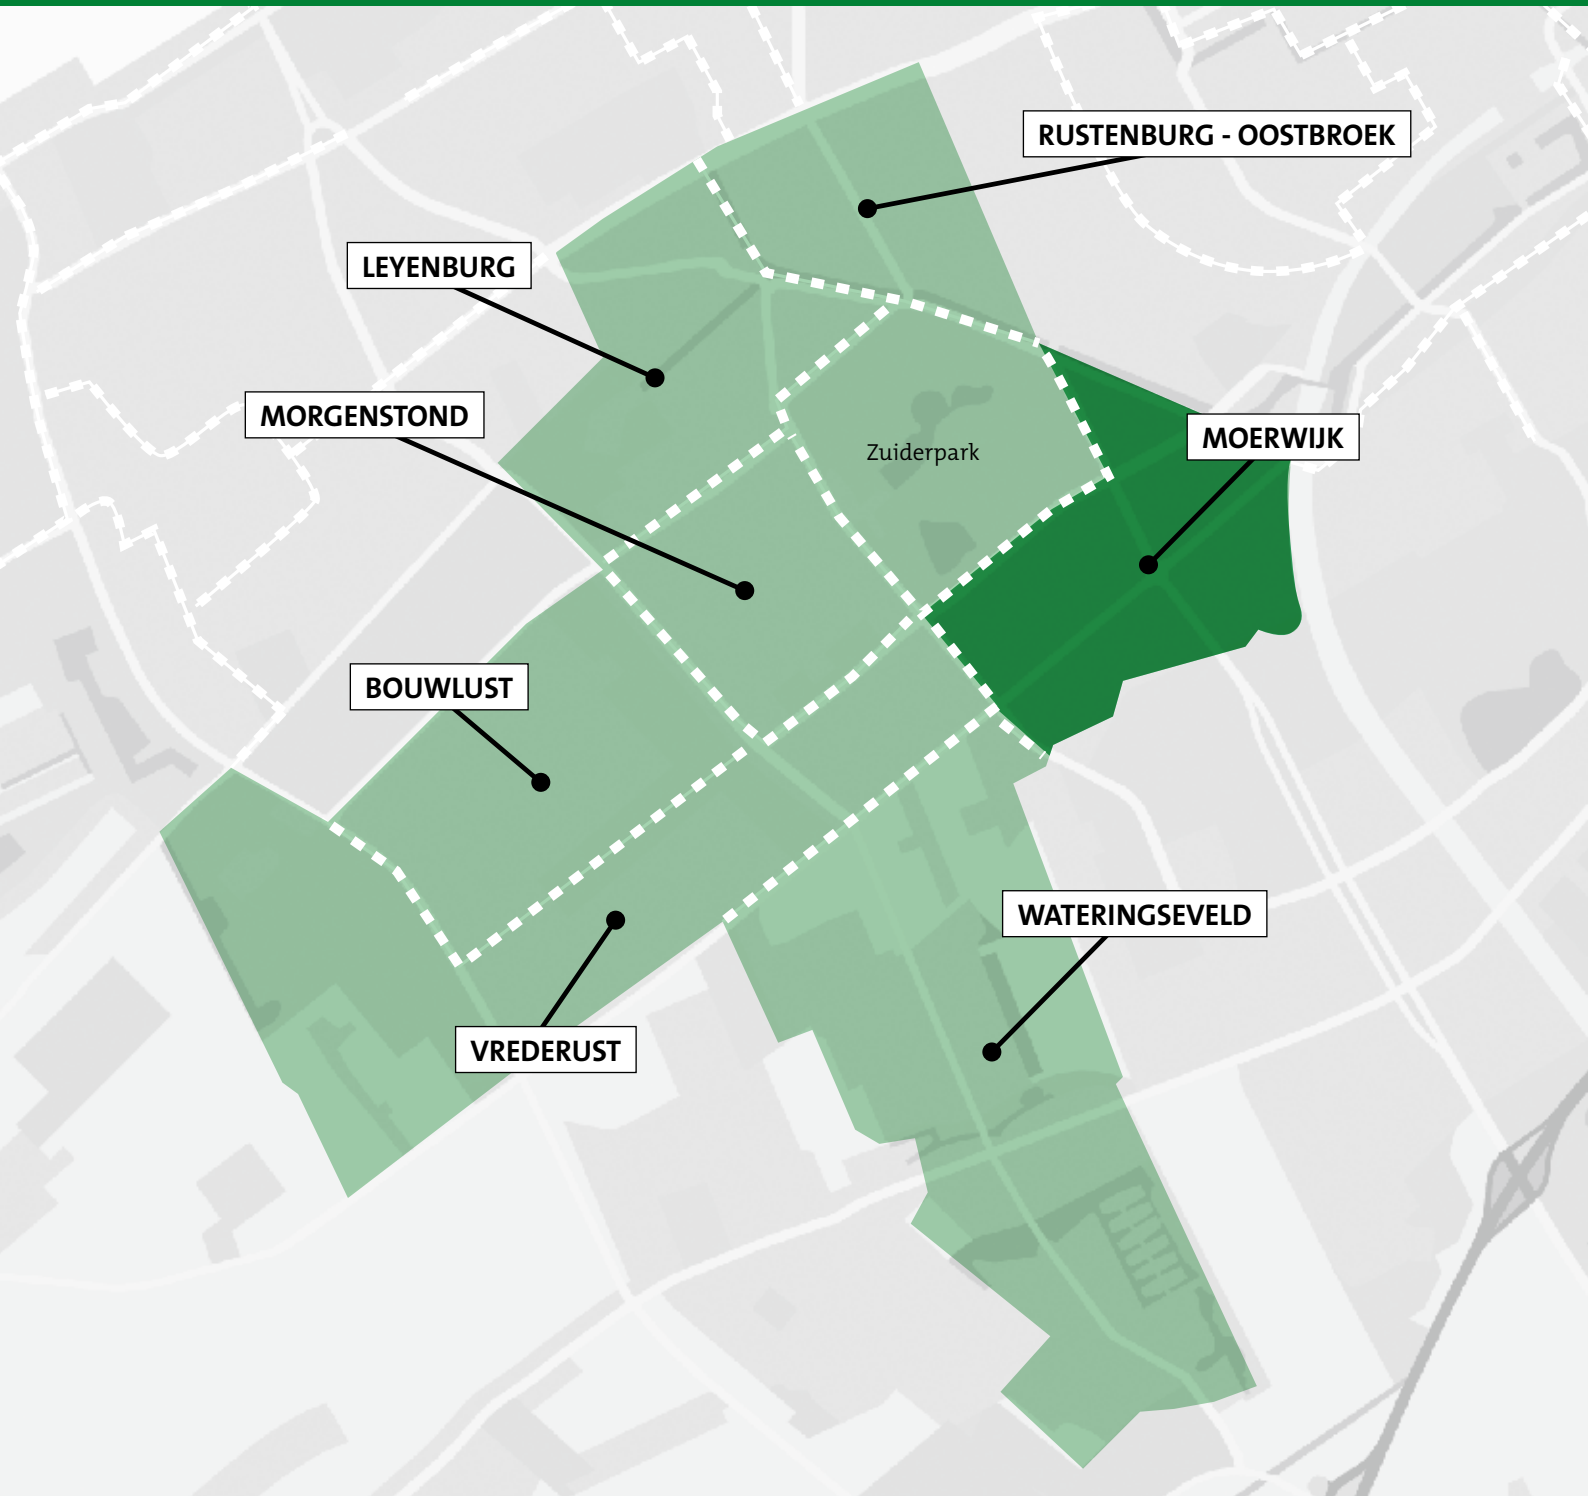 RUSTENBURG - OOSTBROEK
LEYENBURG
MORGENSTOND
MOERWIJK
Zuiderpark
BOUWLUST
WATERINGSEVELD
VREDERUST